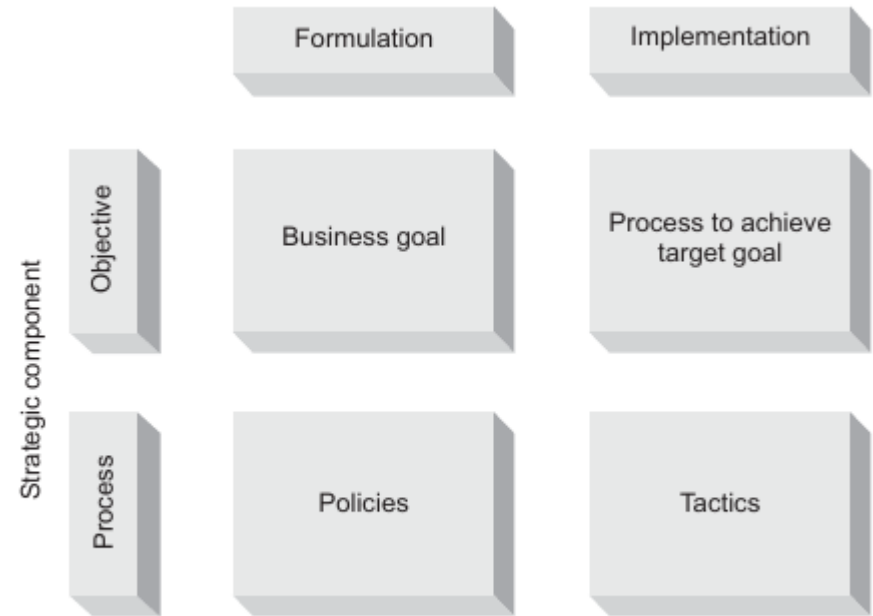 Formulation
Implementation
Strategic component
Objective
Business goal
Process to achieve
target goal
Process
Policies
Tactics